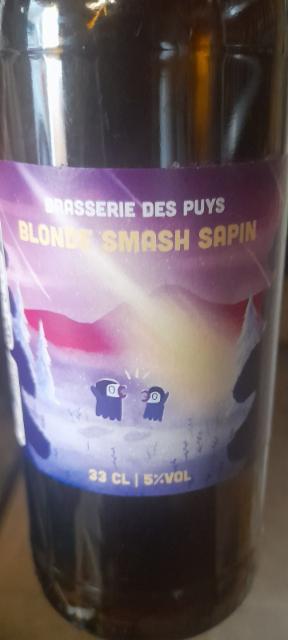 BRASSERIE DES PUYS
BLONDE SMASH SAPIN
33 CL | 5%VOL